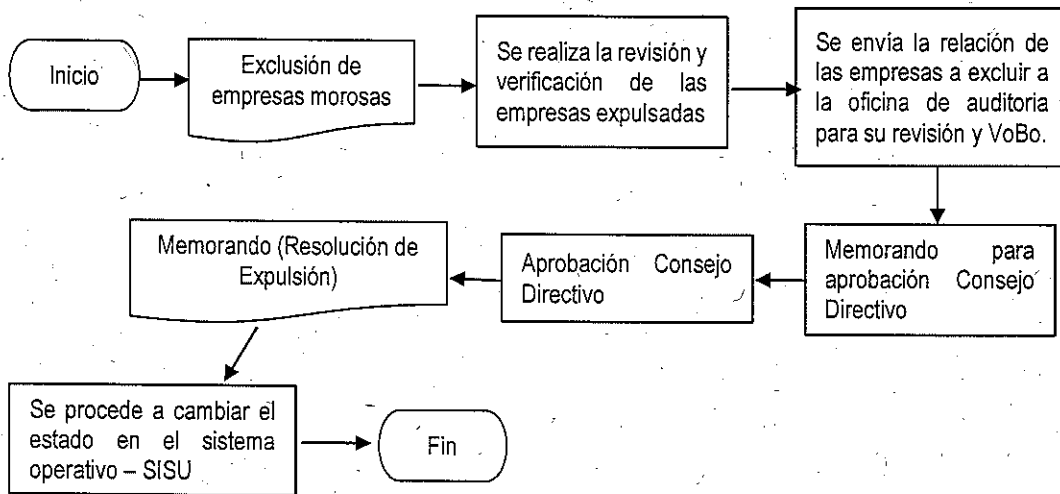 Inicio
Exclusión de
empresas morosas
Se realiza la revisión y
verificación de las
empresas expulsadas
Se envía la relación de
las empresas a excluir a
la oficina de auditoria
para su revisión y VoBo.
Memorando para
aprobación Consejo
Directivo
Aprobación Consejo
Directivo
Memorando (Resolución de
Expulsión)
Se procede a cambiar el
estado en el sistema
operativo – SISU
Fin